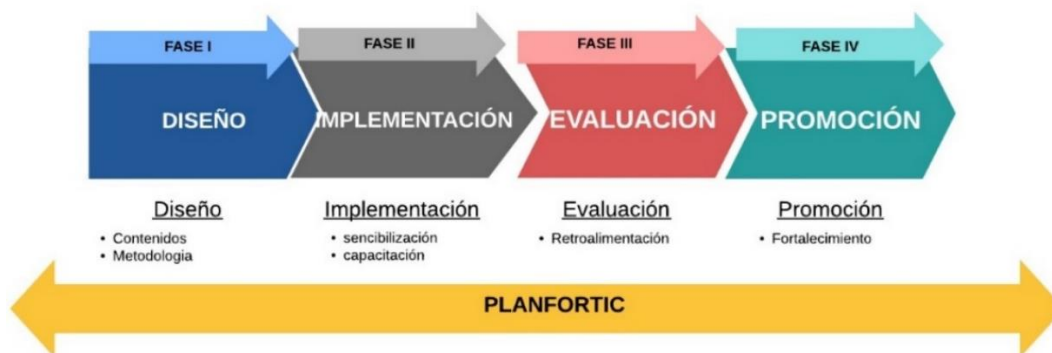 FASE I
FASE II
FASE III
FASE IV
DISEÑO
IMPLEMENTACIÓN
EVALUACIÓN
PROMOCIÓN
Diseño
• Contenidos
• Metodologia
Implementación
• sencibilización
• capacitación
Evaluación
• Retroalimentación
Promoción
• Fortalecimiento
PLANFORTIC